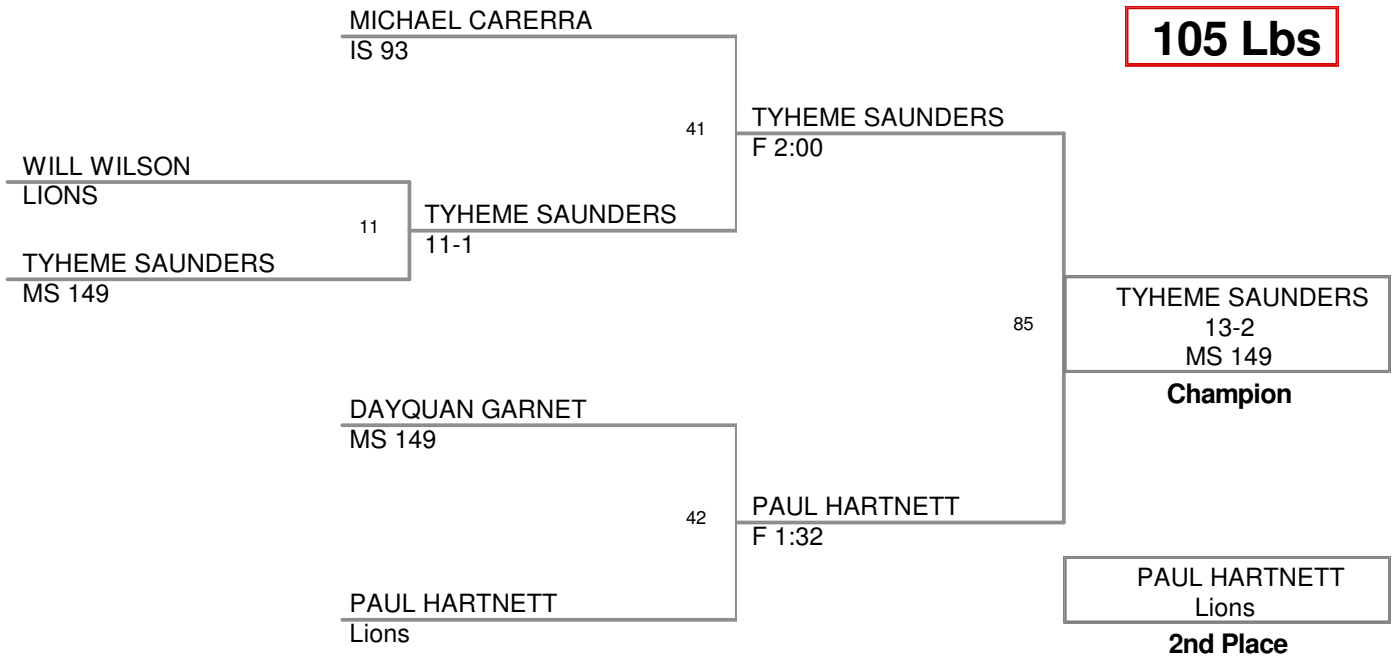 MICHAEL CARERRA
IS 93
105 Lbs
41
TYHEME SAUNDERS
F 2:00
WILL WILSON
LIONS
11
TYHEME SAUNDERS
11-1
TYHEME SAUNDERS
MS 149
85
TYHEME SAUNDERS
13-2
MS 149
Champion
DAYQUAN GARNET
MS 149
42
PAUL HARTNETT
F 1:32
PAUL HARTNETT
Lions
PAUL HARTNETT
Lions
2nd Place